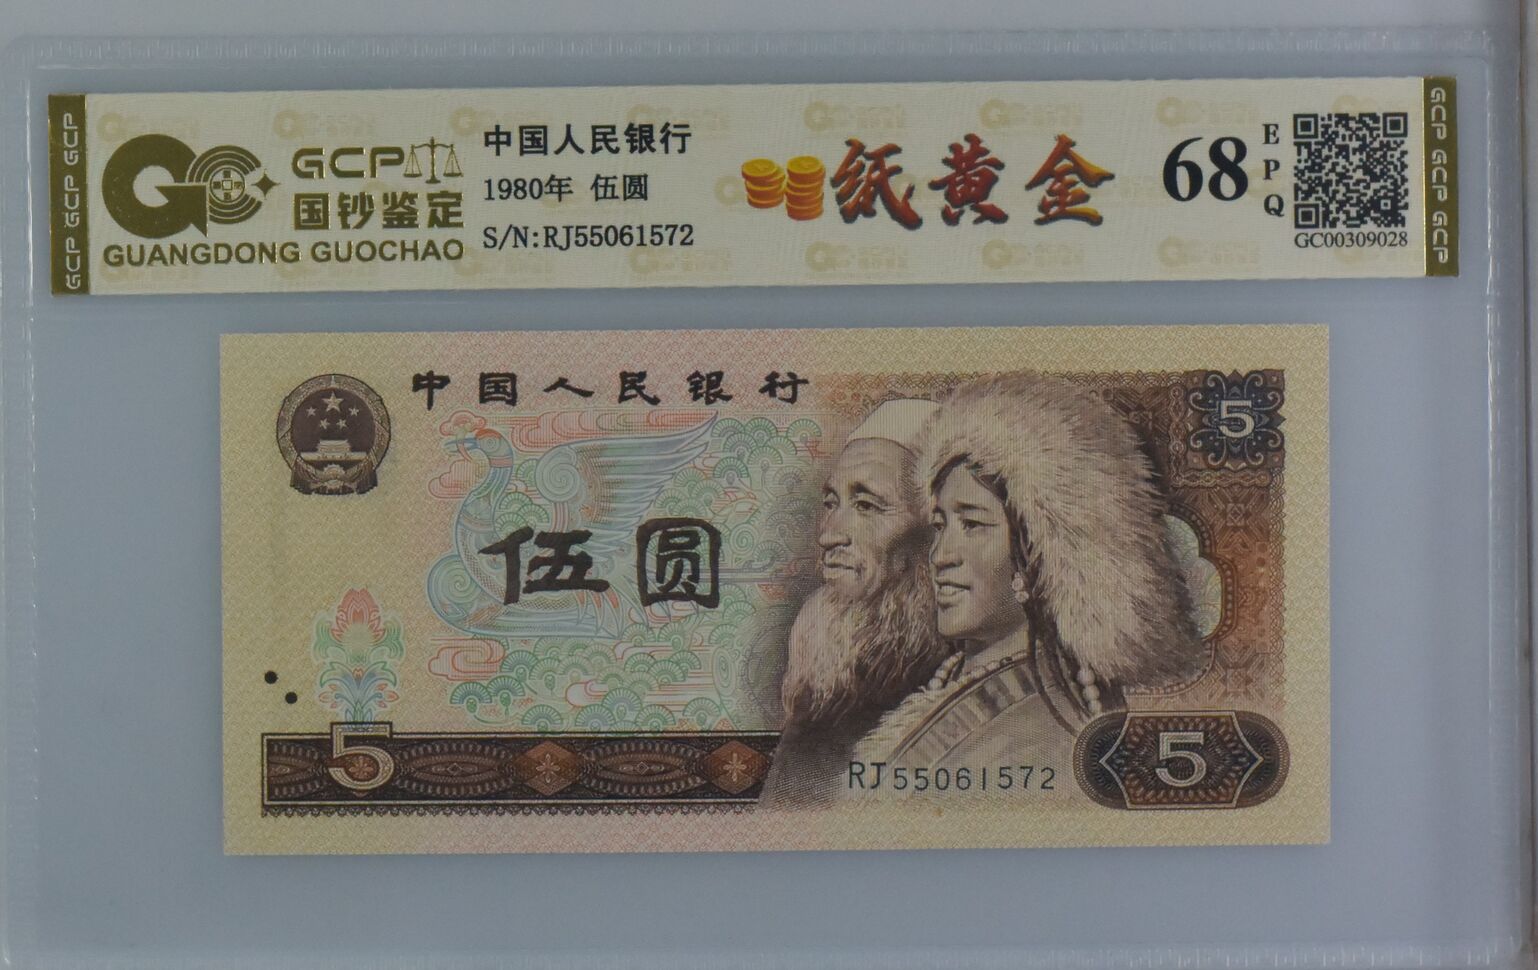 GCP GCP GCP
GCP
国钞鉴定
GUANGDONG GUOCHAO
中国人民银行
1980年 伍圆
S/N:RJ55061572
纸黄金
68
EPQ
GC00309028
GCP GCP GCP
中国人民银行
5
伍圆
5
RJ55061572
5